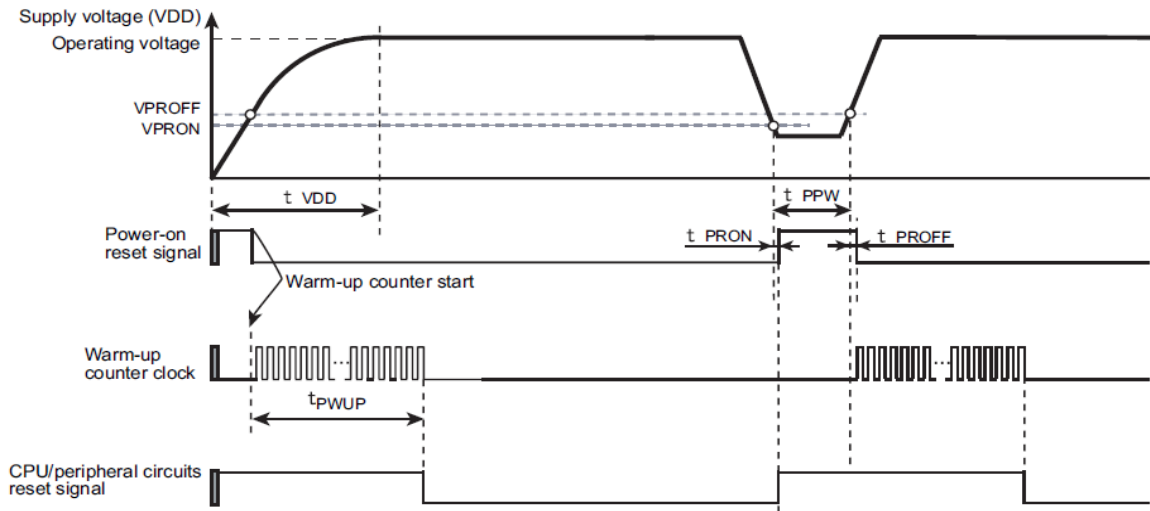 Supply voltage (VDD)
Operating voltage
VPROFF
VPRON
t VDD
t PPW
Power-on
reset signal
t PRON
t PROFF
Warm-up counter start
Warm-up
counter clock
...
...
tPWUP
CPU/peripheral circuits
reset signal